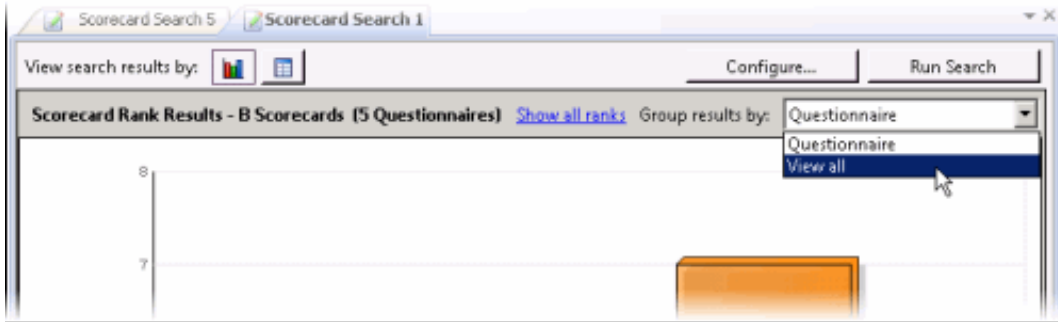 Scorecard Search 5 Scorecard Search 1
View search results by: Configure... Run Search
Scorecard Rank Results - B Scorecards (5 Questionnaires) Show all ranks Group results by: Questionnaire
Questionnaire
View all
8
7